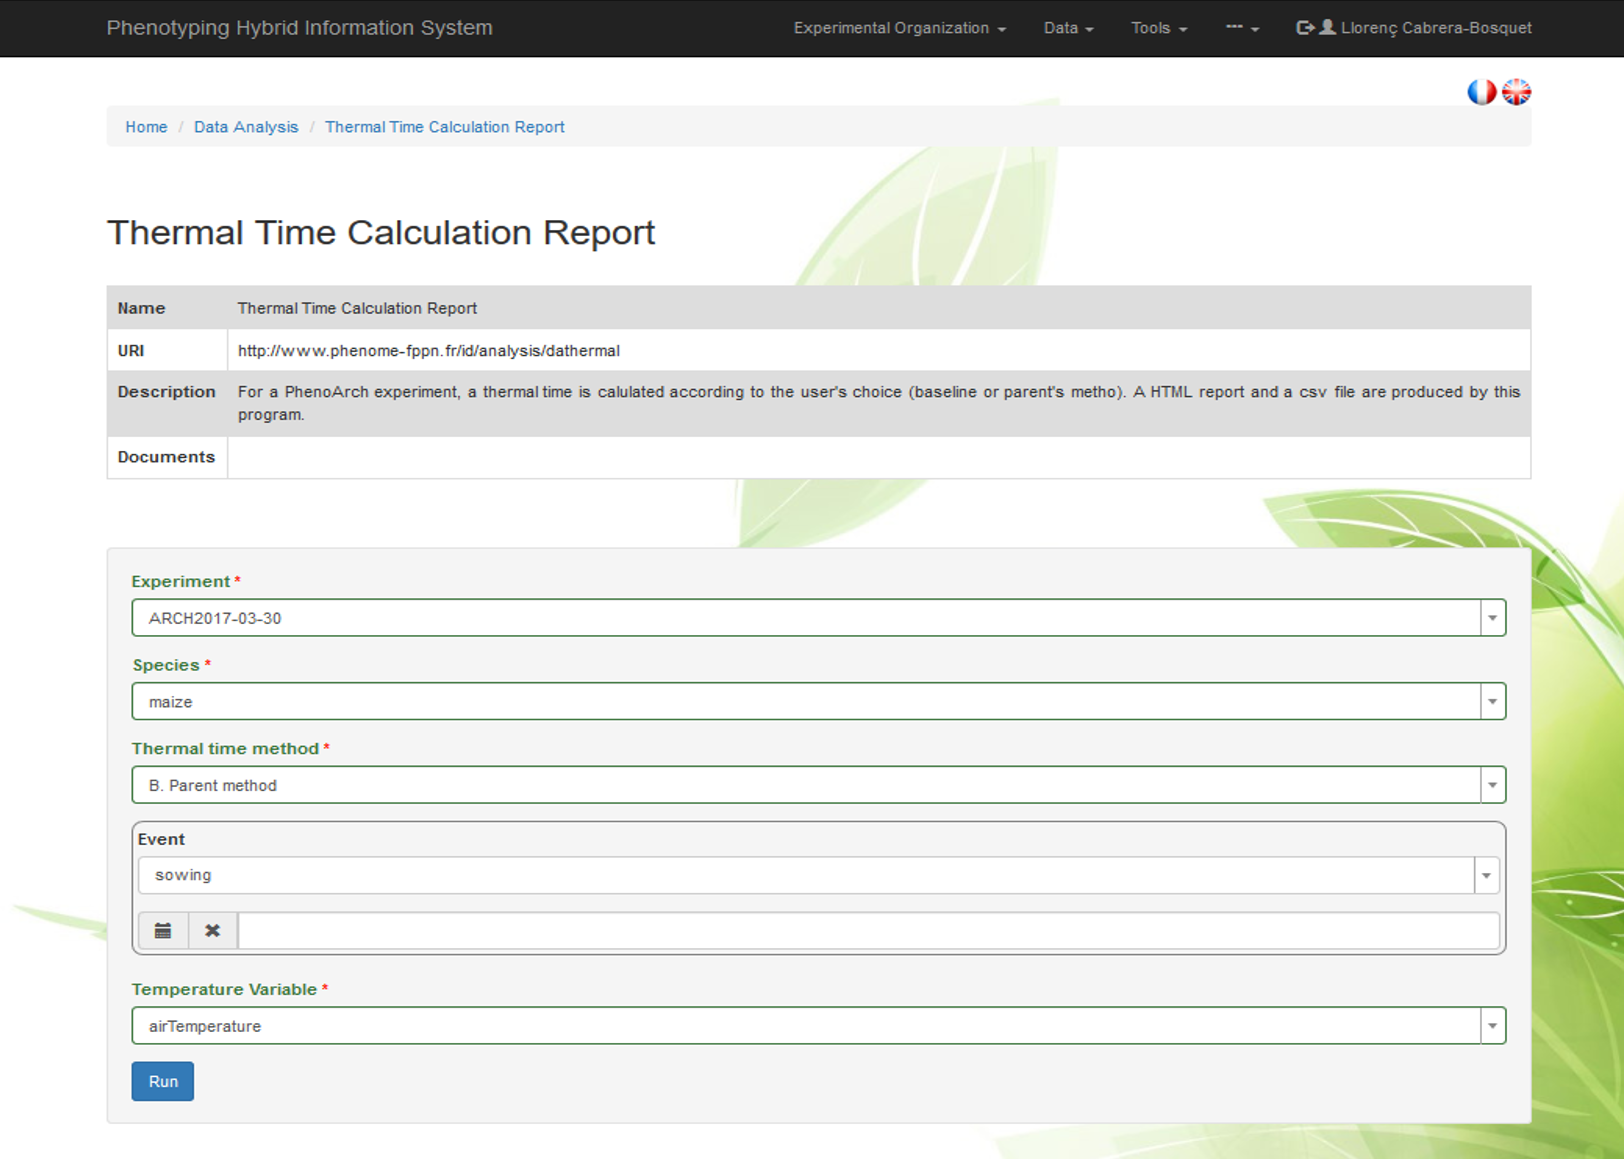 Phenotyping Hybrid Information System Experimental Organization Data Tools --- Llorenç Cabrera-Bosquet
Home / Data Analysis / Thermal Time Calculation Report
Thermal Time Calculation Report
Name Thermal Time Calculation Report
URI http://www.phenome-fppn.fr/id/analysis/dathermal
Description For a PhenoArch experiment, a thermal time is calulated according to the user's choice (baseline or parent's metho). A HTML report and a csv file are produced by this
program.
Documents
Experiment *
ARCH2017-03-30
Species *
maize
Thermal time method *
B. Parent method
Event
sowing
Temperature Variable *
airTemperature
Run